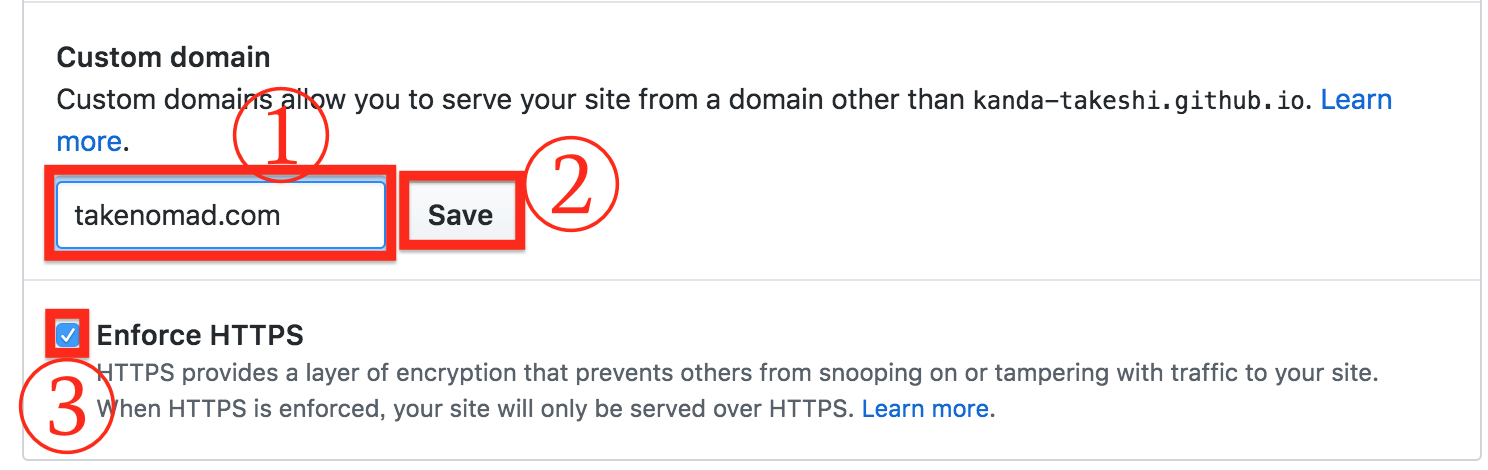 Custom domain
Custom domains allow you to serve your site from a domain other than kanda-takeshi.github.io. Learn
more.
①
takenomad.com
Save
②
Enforce HTTPS
HTTPS provides a layer of encryption that prevents others from snooping on or tampering with traffic to your site.
③
When HTTPS is enforced, your site will only be served over HTTPS. Learn more.